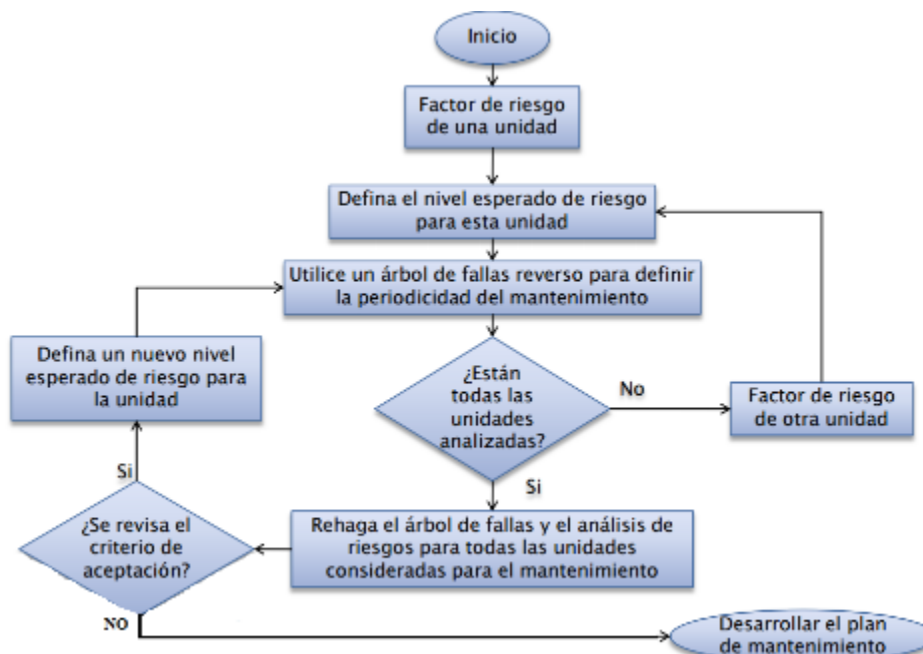 Inicio
Factor de riesgo
de una unidad
Defina el nivel esperado de riesgo
para esta unidad
Utilice un árbol de fallas reverso para definir
la periodicidad del mantenimiento
Defina un nuevo nivel
esperado de riesgo para
la unidad
¿Están
todas las
unidades
analizadas?
No
Factor de riesgo
de otra unidad
Si
Si
¿Se revisa el
criterio de
aceptación?
Rehaga el árbol de fallas y el análisis de
riesgos para todas las unidades
consideradas para el mantenimiento
NO
Desarrollar el plan
de mantenimiento